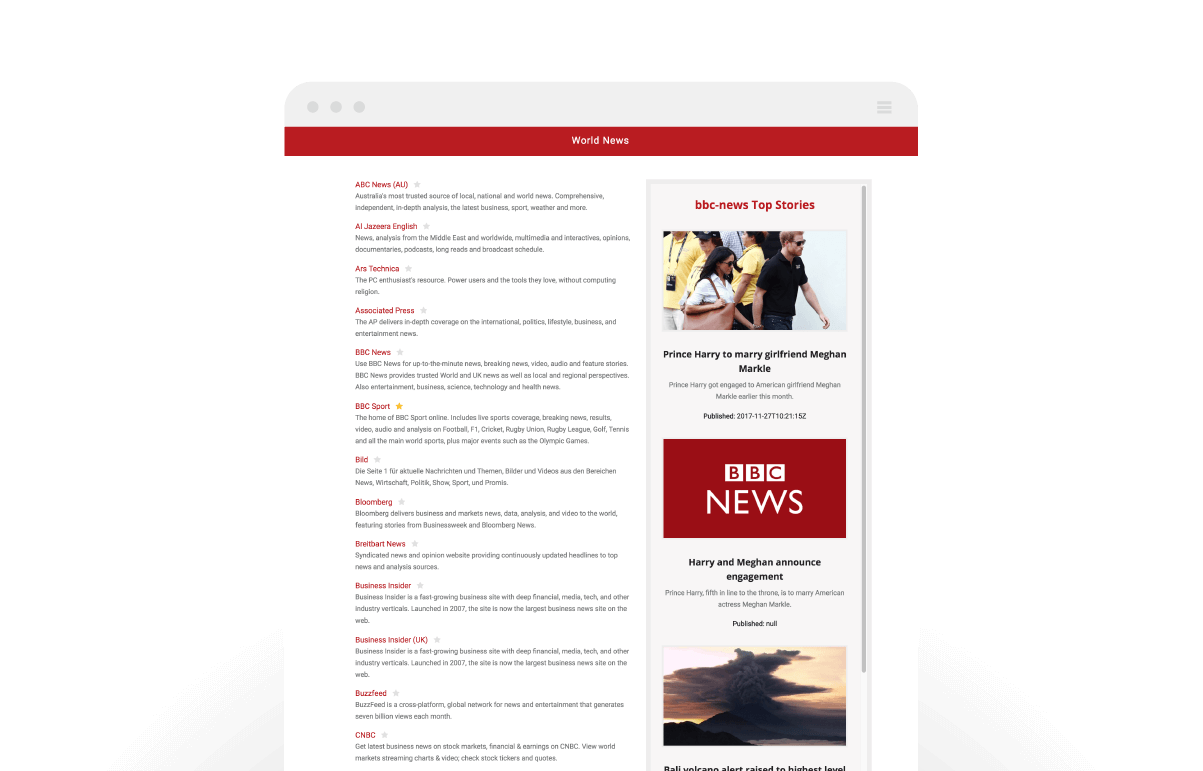 World News
ABC News (AU)
Australia's most trusted source of local, national and world news. Comprehensive,
independent, in-depth analysis, the latest business, sport, weather and more.
Al Jazeera English
News, analysis from the Middle East and worldwide, multimedia and interactives, opinions,
documentaries, podcasts, long reads and broadcast schedule.
Ars Technica
The PC enthusiast's resource. Power users and the tools they love, without computing
religion.
Associated Press
The AP delivers in-depth coverage on the international, politics, lifestyle, business, and
entertainment news.
BBC News
Use BBC News for up-to-the-minute news, breaking news, video, audio and feature stories.
BBC News provides trusted World and UK news as well as local and regional perspectives.
Also entertainment, business, science, technology and health news.
BBC Sport
The home of BBC Sport online. Includes live sports coverage, breaking news, results,
video, audio and analysis on Football, F1, Cricket, Rugby Union, Rugby League, Golf, Tennis
and all the main world sports, plus major events such as the Olympic Games.
Bild
Die Seite 1 für aktuelle Nachrichten und Themen, Bilder und Videos aus den Bereichen
News, Wirtschaft, Politik, Show, Sport, und Promis.
Bloomberg
Bloomberg delivers business and markets news, data, analysis, and video to the world,
featuring stories from Businessweek and Bloomberg News.
Breitbart News
Syndicated news and opinion website providing continuously updated headlines to top
news and analysis sources.
Business Insider
Business Insider is a fast-growing business site with deep financial, media, tech, and other
industry verticals. Launched in 2007, the site is now the largest business news site on the
web.
Business Insider (UK)
Business Insider is a fast-growing business site with deep financial, media, tech, and other
industry verticals. Launched in 2007, the site is now the largest business news site on the
web.
Buzzfeed
BuzzFeed is a cross-platform, global network for news and entertainment that generates
seven billion views each month.
CNBC
Get latest business news on stock markets, financial & earnings on CNBC. View world
markets streaming charts & video; check stock tickers and quotes.
bbc-news Top Stories
Prince Harry to marry girlfriend Meghan
Markle
Prince Harry got engaged to American girlfriend Meghan
Markle earlier this month.
Published: 2017-11-27T10:21:15Z
BBC
NEWS
Harry and Meghan announce
engagement
Prince Harry, fifth in line to the throne, is to marry American
actress Meghan Markle.
Published: null
Bali volcano alert raised to highest level